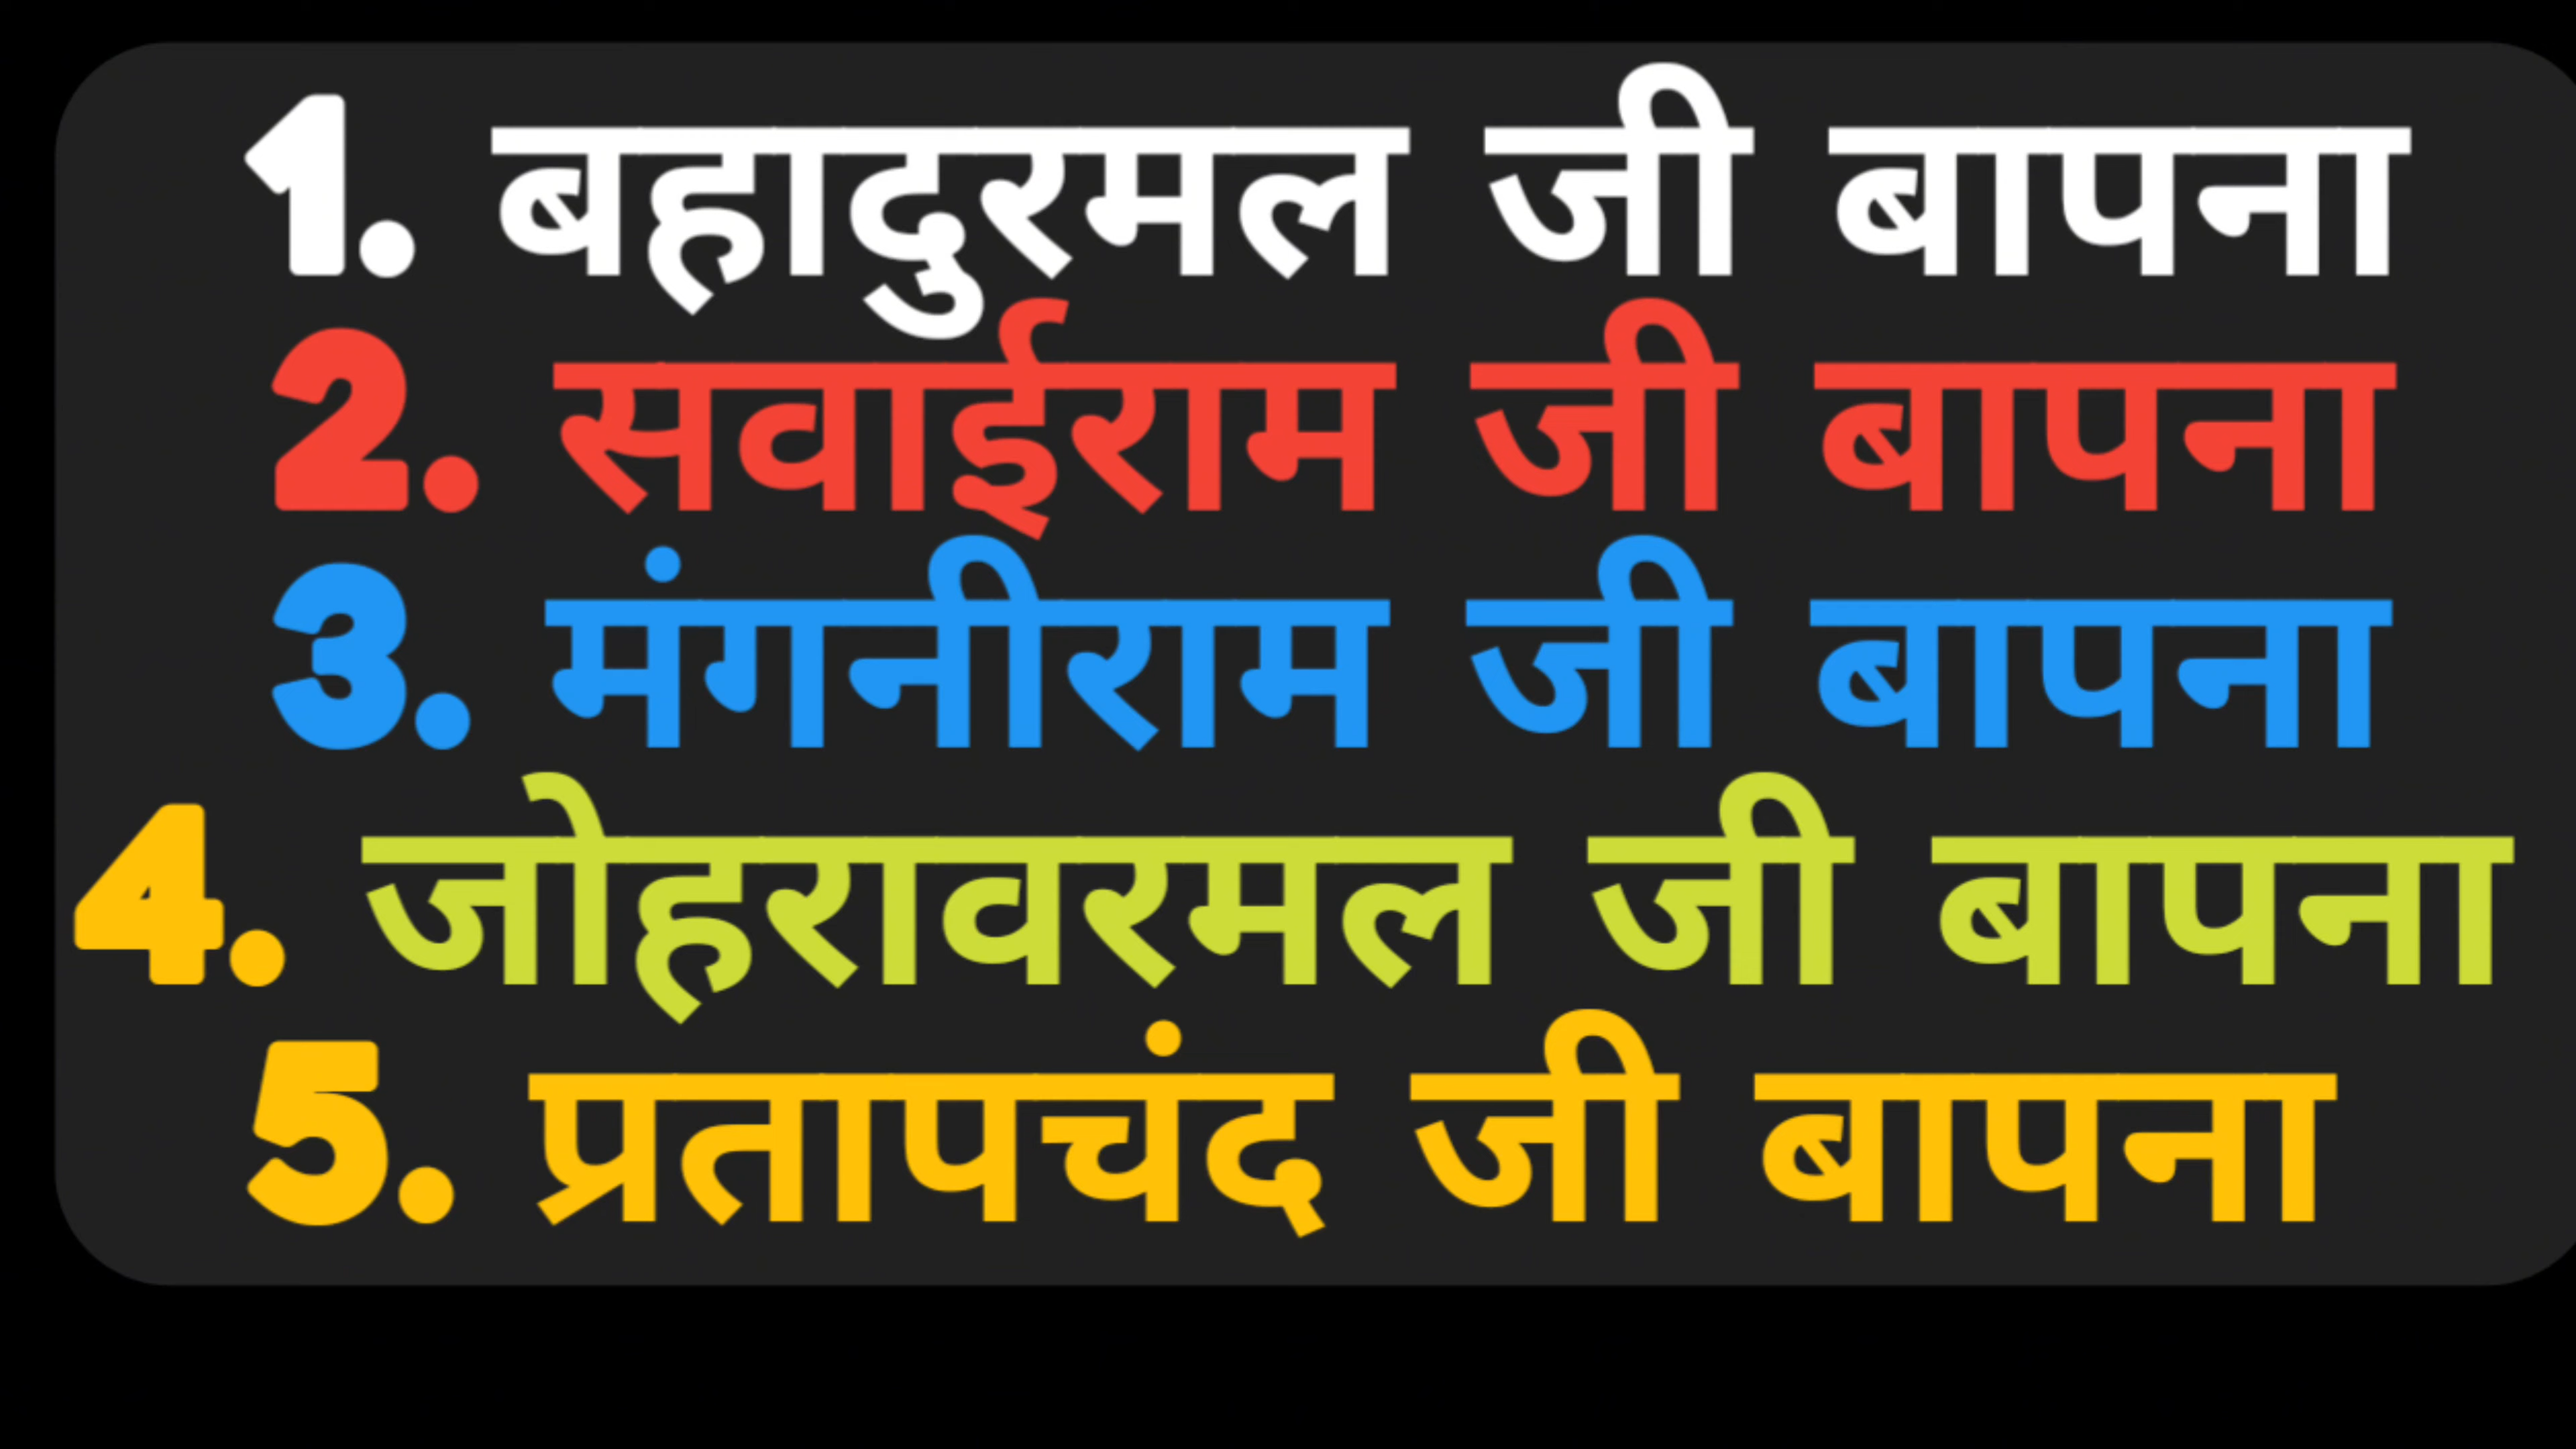 1. बहादुरमल जी बापना
2. सवाईराम जी बापना
3. मंगनीराम जी बापना
4. जोहरावरमल जी बापना
5. प्रतापचंद जी बापना